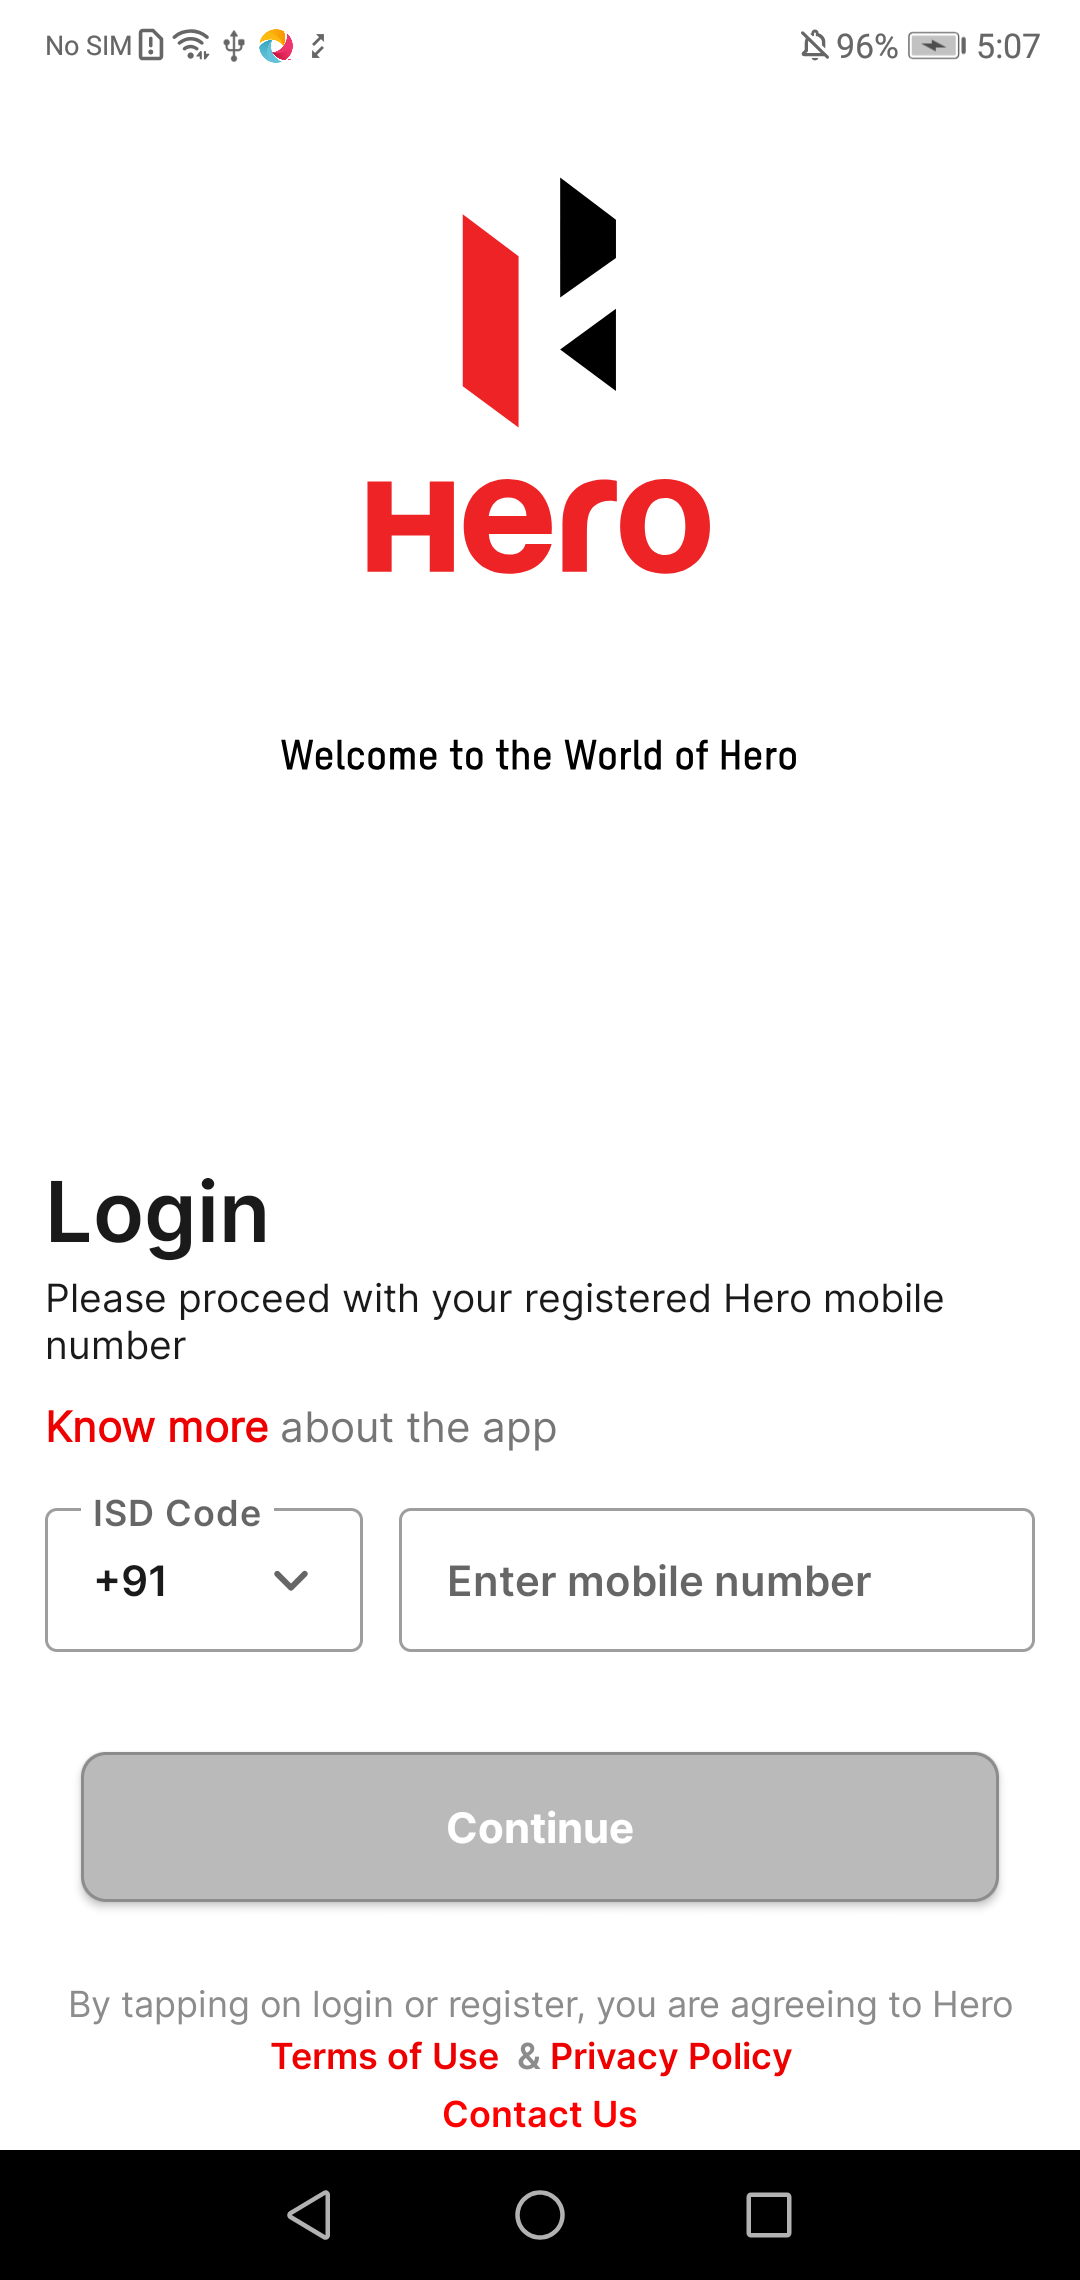 No SIM 96% 5:07
Hero
Welcome to the World of Hero
Login
Please proceed with your registered Hero mobile
number
Know more about the app
ISD Code
+91
Enter mobile number
Continue
By tapping on login or register, you are agreeing to Hero
Terms of Use & Privacy Policy
Contact Us